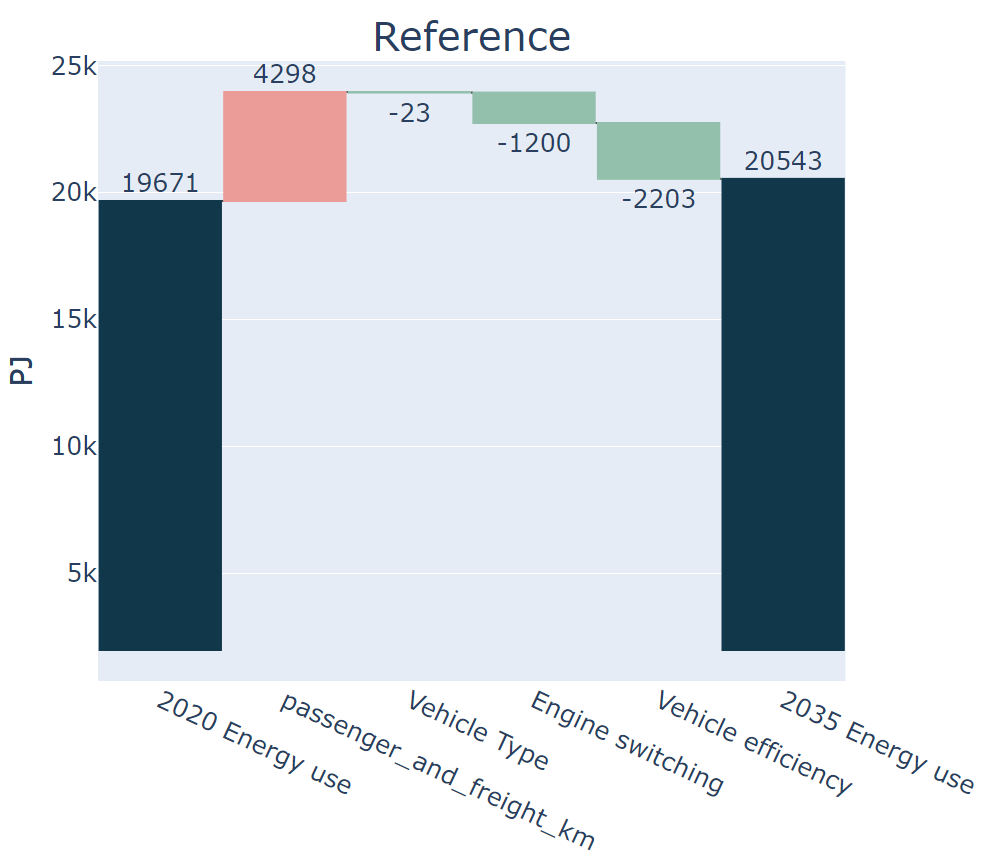 Reference
25k
4298
-23
-1200
20543
19671
20k
-2203
15k
PJ
10k
5k
2020 Energy use
passenger_and_freight_km
Vehicle Type
Engine switching
Vehicle efficiency
2035 Energy use